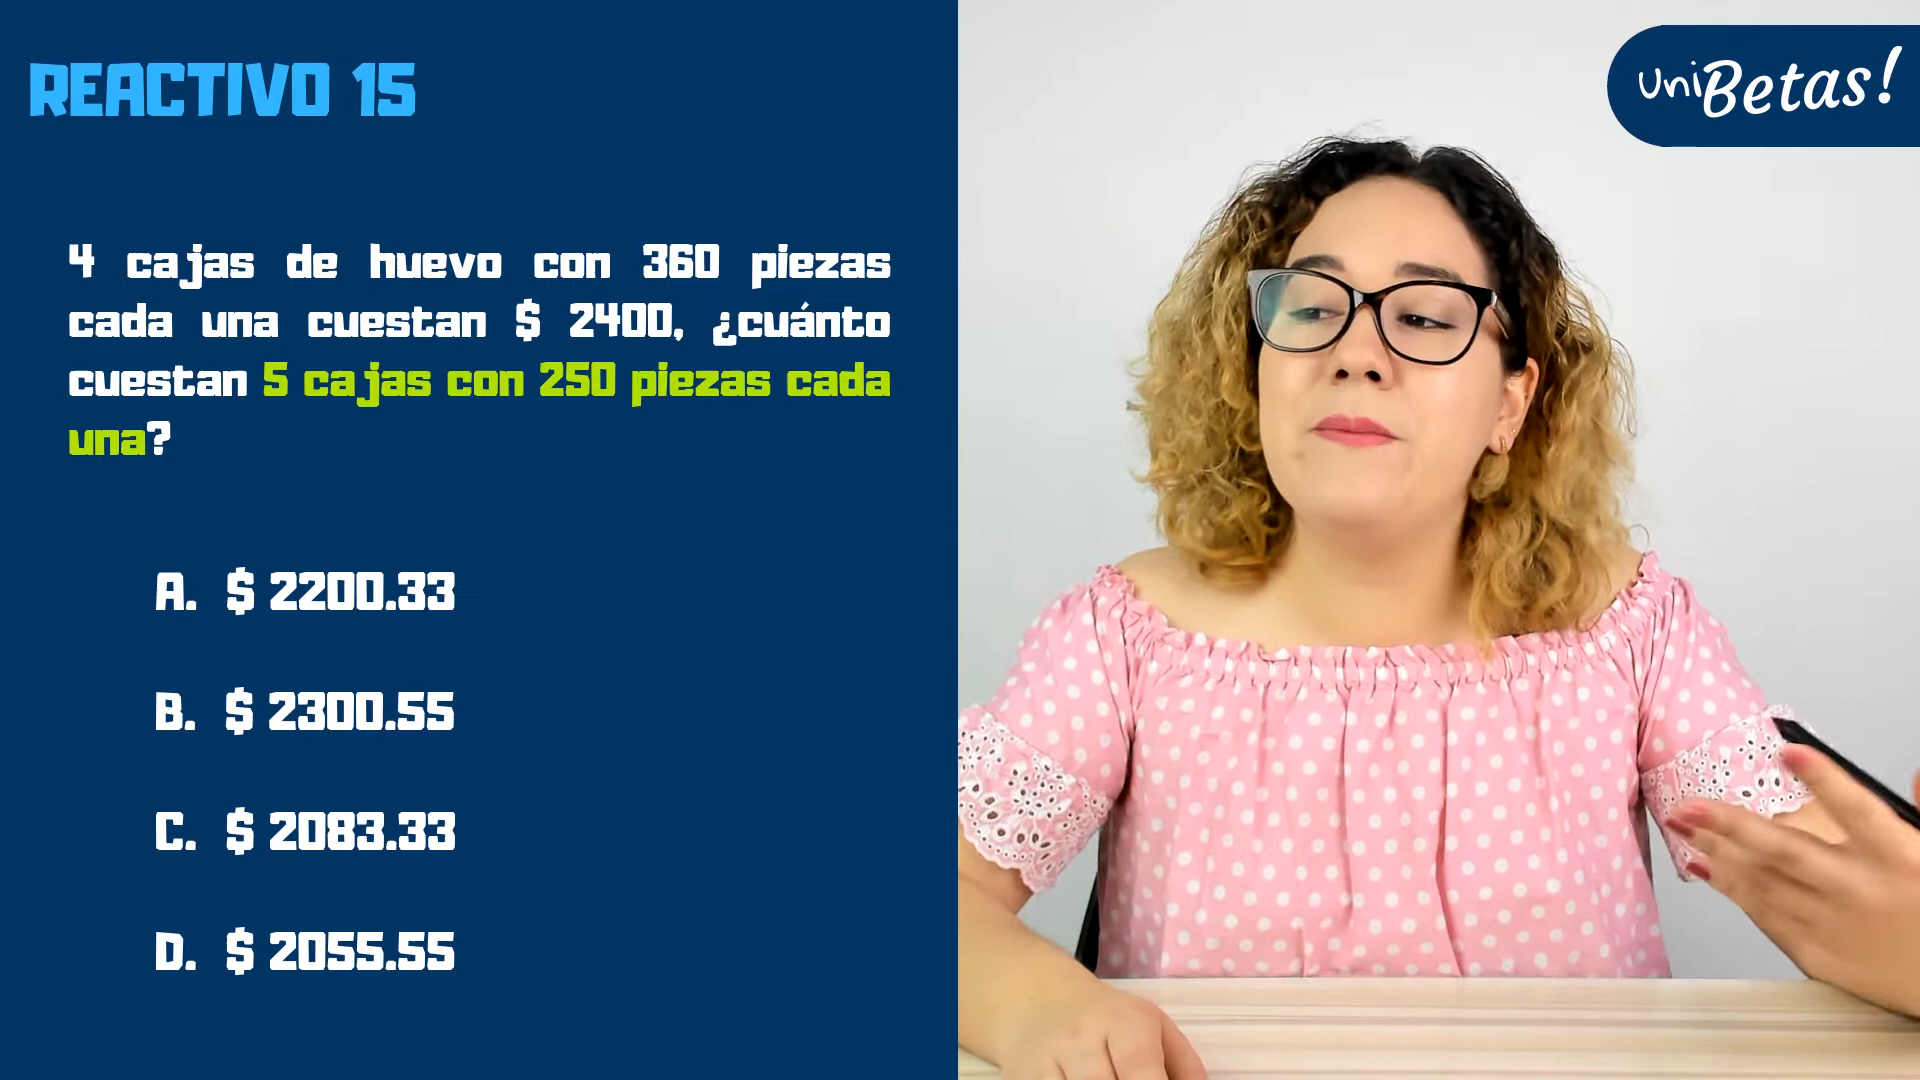 REACTIVO 15
uniBetas!
4 cajas de huevo con 360 piezas
cada una cuestan $ 2400, ¿cuánto
cuestan 5 cajas con 250 piezas cada
una?
A. $ 2200.33
B. $ 2300.55
C. $ 2083.33
D. $ 2055.55